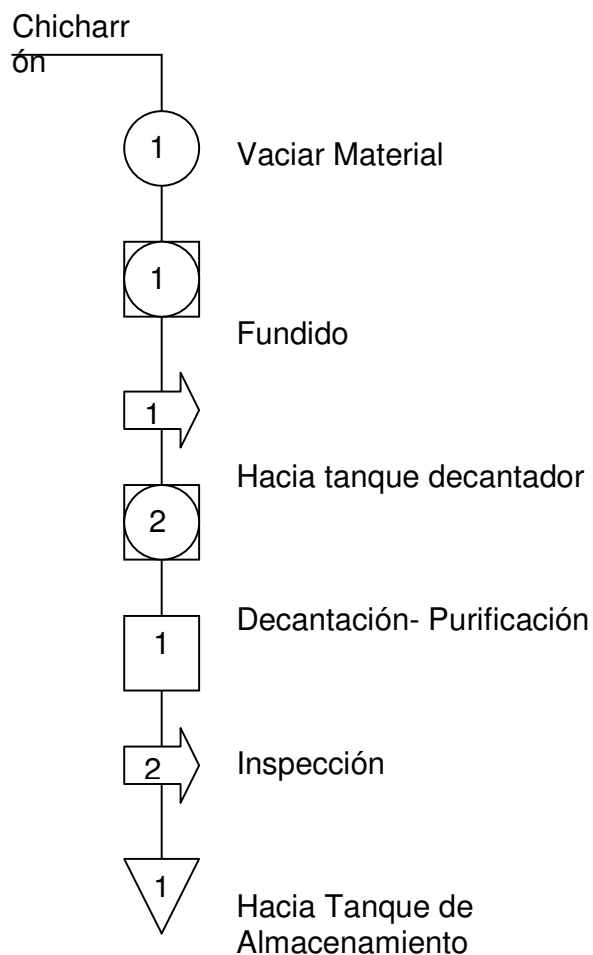 Chicharr
ón
1
Vaciar Material
1
Fundido
1
Hacia tanque decantador
2
Decantación- Purificación
1
Inspección
2
1
Hacia Tanque de
Almacenamiento